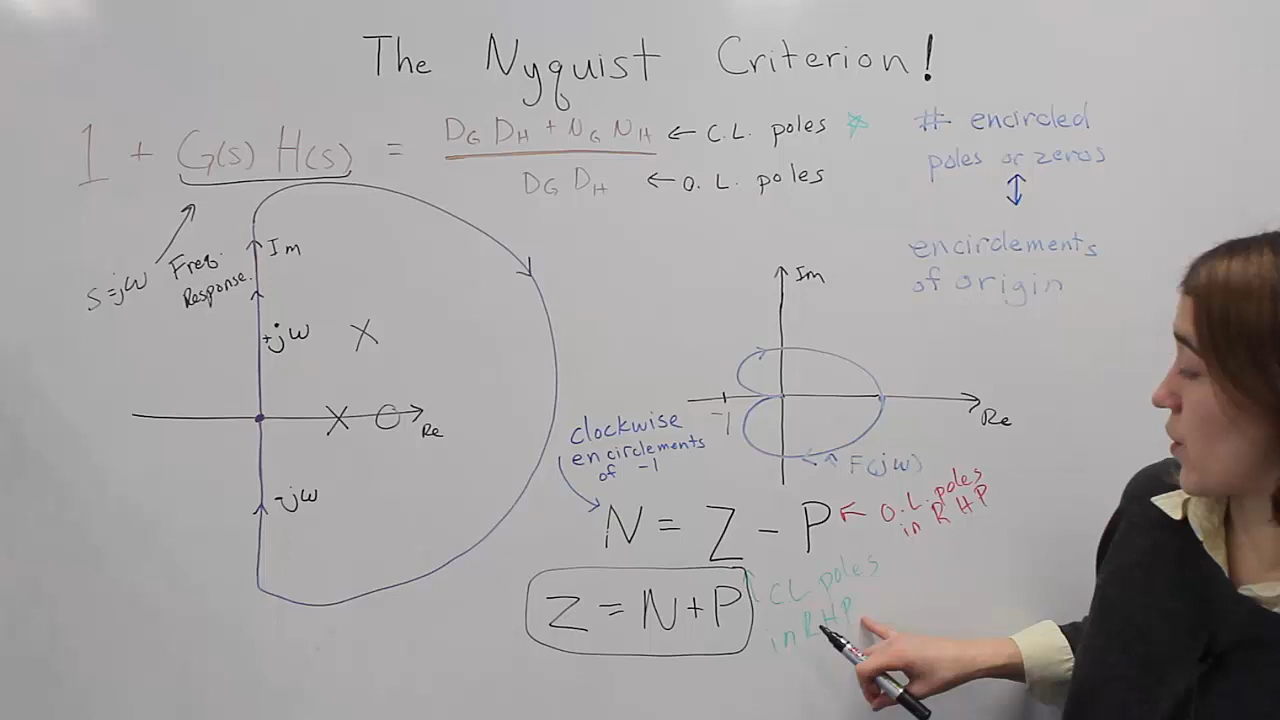 The Nyquist Criterion!
1 + G(s) H(s) = DG DH + NG NH ← C.L. poles
DG DH ← O.L. poles
# encircled
poles or zeros
↕
encirclements
of origin
S=jω Freq.
Response.
Im
+jω
Re
-jω
Im
-1
Re
F(jω)
clockwise
encirclements
of -1
N = Z - P ← O.L. poles
in RHP
Z = N+P
CL poles
in RHP